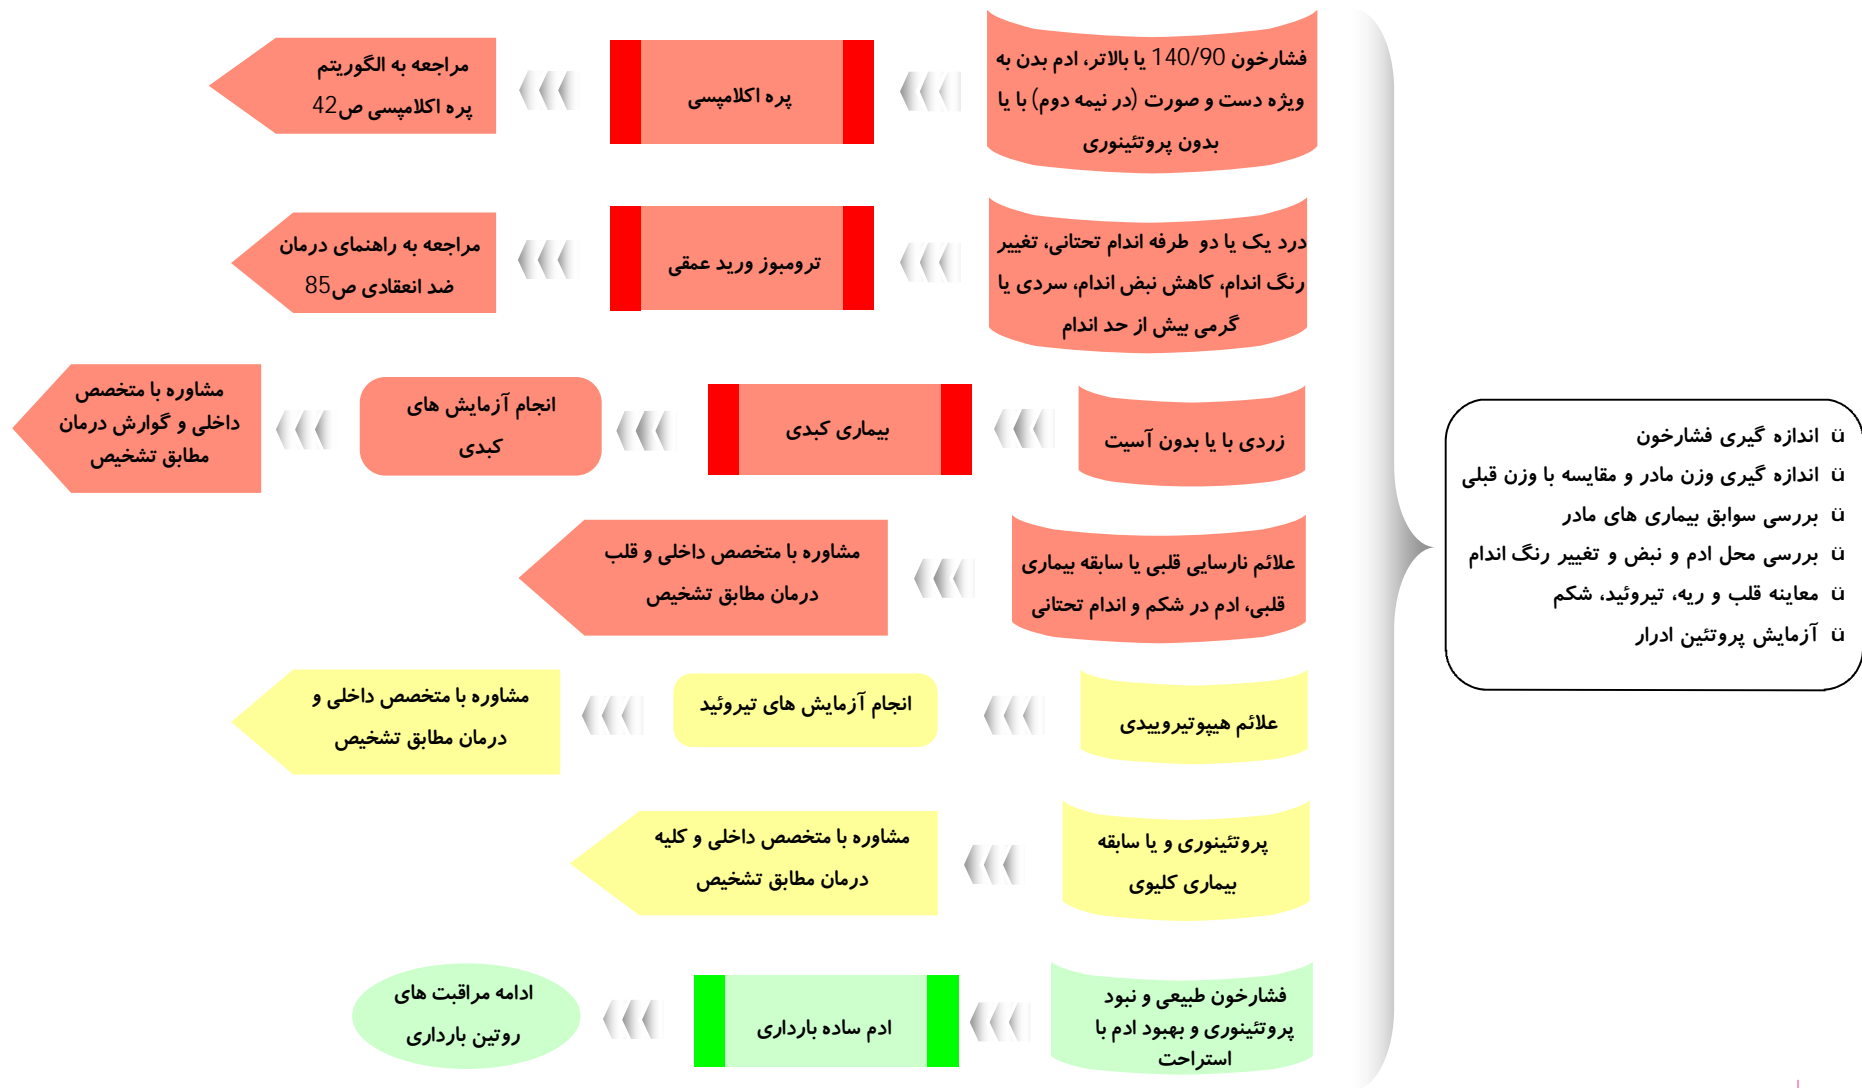 اندازه گیری فشارخون
اندازه گیری وزن مادر و مقایسه با وزن قبلی
بررسی سوابق بیماری های مادر
بررسی محل ادم و نبض و تغییر رنگ اندام
معاینه قلب و ریه، تیروئید، شکم
آزمایش پروتئین ادرار
فشارخون 140/90 یا بالاتر، ادم بدن به
ویژه دست و صورت (در نیمه دوم) با یا
بدون پروتئینوری
پره اکلامپسی
مراجعه به الگوریتم
پره اکلامپسی ص42
درد یک یا دو طرفه اندام تحتانی، تغییر
رنگ اندام، کاهش نبض اندام، سردی یا
گرمی بیش از حد اندام
ترومبوز ورید عمقی
مراجعه به راهنمای درمان
ضد انعقادی ص85
زردی با یا بدون آسیت
بیماری کبدی
انجام آزمایش های
کبدی
مشاوره با متخصص
داخلی و گوارش درمان
مطابق تشخیص
علائم نارسایی قلبی یا سابقه بیماری
قلبی، ادم در شکم و اندام تحتانی
مشاوره با متخصص داخلی و قلب
درمان مطابق تشخیص
علائم هیپوتیروییدی
انجام آزمایش های تیروئید
مشاوره با متخصص داخلی و
درمان مطابق تشخیص
پروتئینوری و یا سابقه
بیماری کلیوی
مشاوره با متخصص داخلی و کلیه
درمان مطابق تشخیص
فشارخون طبیعی و نبود
پروتئینوری و بهبود ادم با
استراحت
ادم ساده بارداری
ادامه مراقبت های
روتین بارداری